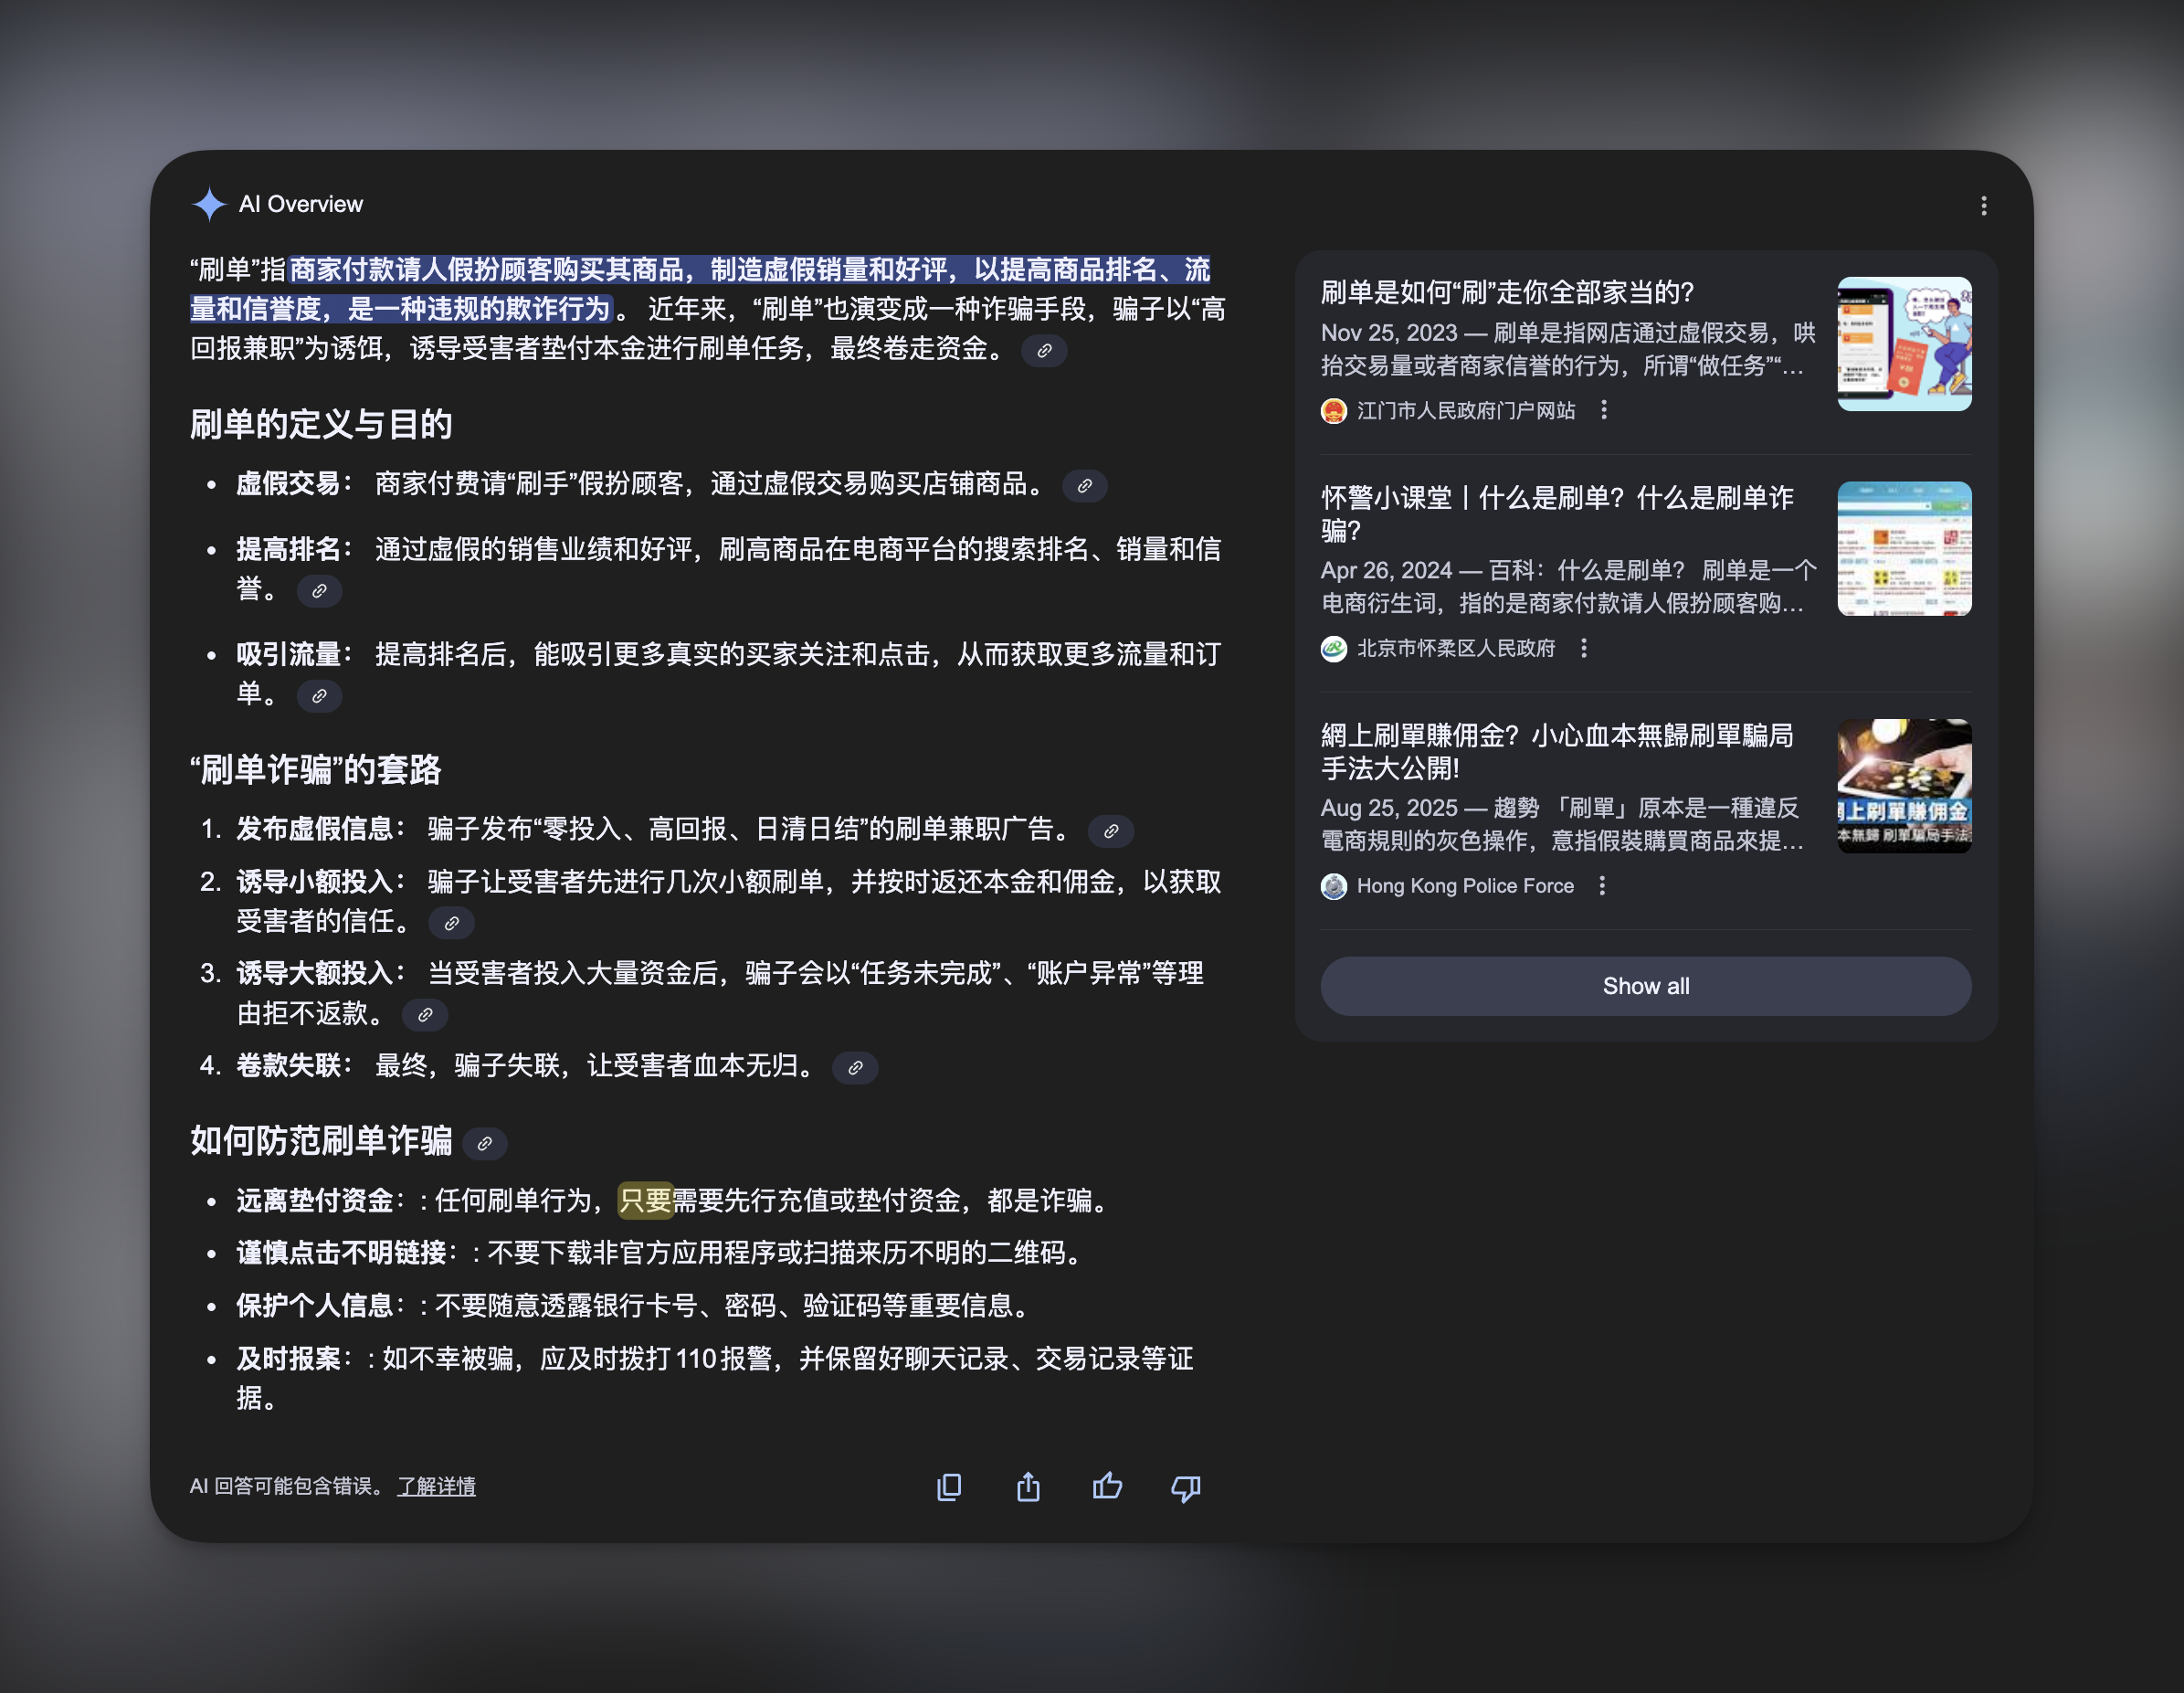 AI Overview
“刷单”指商家付款请人假扮顾客购买其商品，制造虚假销量和好评，以提高商品排名、流
量和信誉度，是一种违规的欺诈行为。 近年来，“刷单”也演变成一种诈骗手段，骗子以“高
回报兼职”为诱饵，诱导受害者垫付本金进行刷单任务，最终卷走资金。
刷单的定义与目的
• 虚假交易： 商家付费请“刷手”假扮顾客，通过虚假交易购买店铺商品。
• 提高排名： 通过虚假的销售业绩和好评，刷高商品在电商平台的搜索排名、销量和信
誉。
• 吸引流量： 提高排名后，能吸引更多真实的买家关注和点击，从而获取更多流量和订
单。
“刷单诈骗”的套路
1. 发布虚假信息： 骗子发布“零投入、高回报、日清日结”的刷单兼职广告。
2. 诱导小额投入： 骗子让受害者先进行几次小额刷单，并按时返还本金和佣金，以获取
受害者的信任。
3. 诱导大额投入： 当受害者投入大量资金后，骗子会以“任务未完成”、“账户异常”等理
由拒不返款。
4. 卷款失联： 最终，骗子失联，让受害者血本无归。
如何防范刷单诈骗
• 远离垫付资金：: 任何刷单行为，只要需要先行充值或垫付资金，都是诈骗。
• 谨慎点击不明链接：: 不要下载非官方应用程序或扫描来历不明的二维码。
• 保护个人信息：: 不要随意透露银行卡号、密码、验证码等重要信息。
• 及时报案：: 如不幸被骗，应及时拨打110报警，并保留好聊天记录、交易记录等证
据。
AI 回答可能包含错误。 了解详情
刷单是如何“刷”走你全部家当的?
Nov 25, 2023 — 刷单是指网店通过虚假交易，哄
抬交易量或者商家信誉的行为，所谓“做任务”“…
江门市人民政府门户网站
怀警小课堂丨什么是刷单？什么是刷单诈
骗?
Apr 26, 2024 — 百科：什么是刷单？ 刷单是一个
电商衍生词，指的是商家付款请人假扮顾客购…
北京市怀柔区人民政府
網上刷單賺佣金？小心血本無歸刷單騙局
手法大公開!
Aug 25, 2025 — 趨勢 「刷單」原本是一種違反
電商規則的灰色操作，意指假裝購買商品來提…
網上刷單賺佣金
本無歸 刷單騙局手法
Hong Kong Police Force
Show all